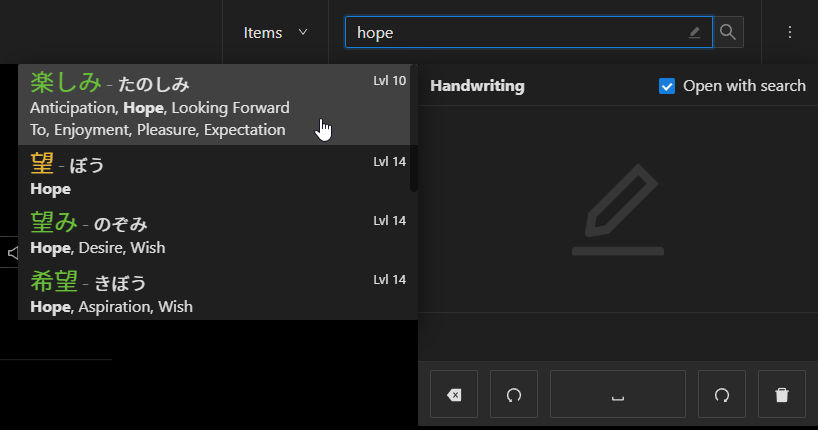 Items
hope
楽しみ - たのしみ
Lvl 10
Anticipation, Hope, Looking Forward
To, Enjoyment, Pleasure, Expectation
望 - ぼう
Lvl 14
Hope
望み - のぞみ
Lvl 14
Hope, Desire, Wish
希望 - きぼう
Lvl 14
Hope, Aspiration, Wish
Handwriting
Open with search